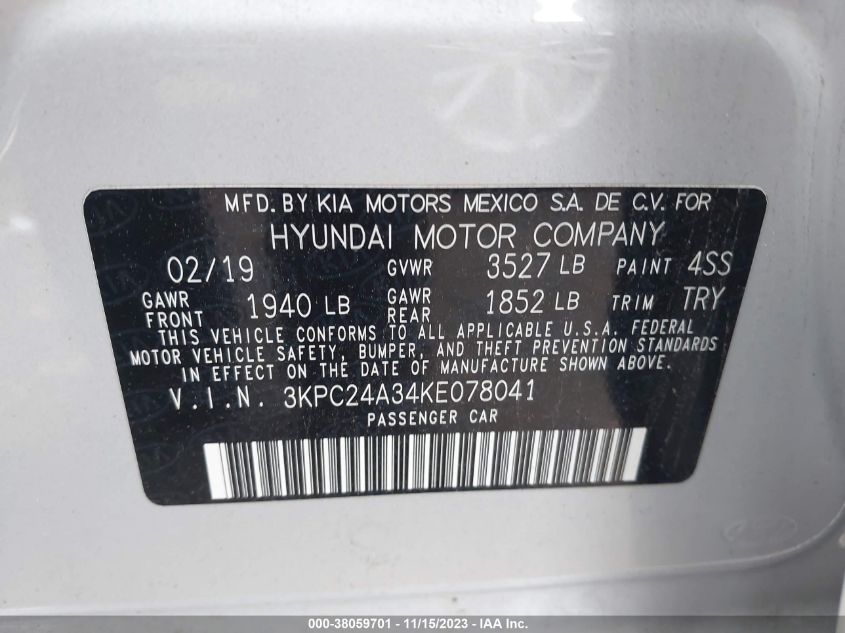 MFD. BY KIA MOTORS MEXICO S.A. DE C.V. FOR
HYUNDAI MOTOR COMPANY
02/19 GVWR 3527 LB PAINT 4SS
GAWR FRONT 1940 LB GAWR REAR 1852 LB TRIM TRY
THIS VEHICLE CONFORMS TO ALL APPLICABLE U.S.A. FEDERAL
MOTOR VEHICLE SAFETY, BUMPER, AND THEFT PREVENTION STANDARDS
IN EFFECT ON THE DATE OF MANUFACTURE SHOWN ABOVE.
V.I.N. 3KPC24A34KE078041
PASSENGER CAR
000-38059701 - 11/15/2023 - IAA Inc.